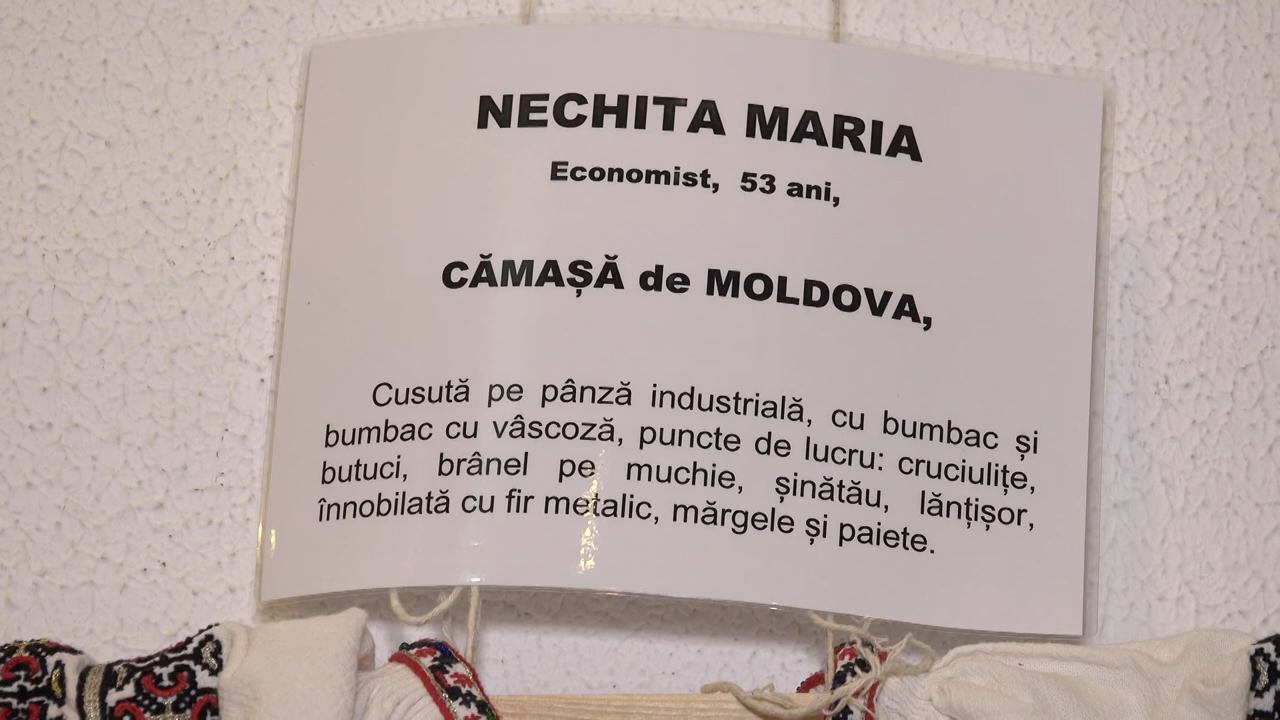 NECHITA MARIA
Economist, 53 ani,
CĂMAȘĂ de MOLDOVA,
Cusută pe pânză industrială, cu bumbac și
bumbac cu vâscoză, puncte de lucru: cruciulițe,
butuci, brânel pe muchie, șinătău, lănțișor,
înnobilată cu fir metalic, mărgele și paiete.